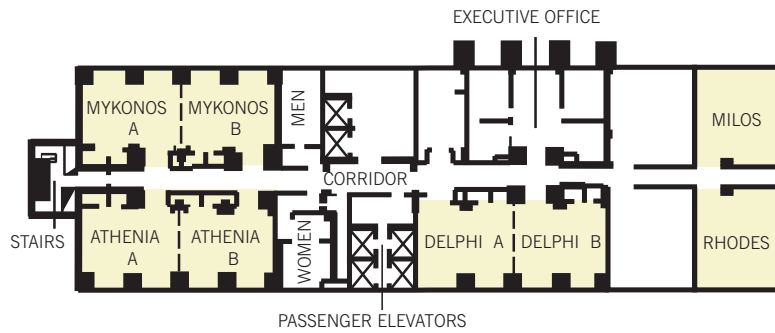 EXECUTIVE OFFICE
MYKONOS
A
MYKONOS
B
MEN
MILOS
CORRIDOR
STAIRS
ATHENIA
A
ATHENIA
B
WOMEN
DELPHI A
DELPHI B
RHODES
PASSENGER ELEVATORS